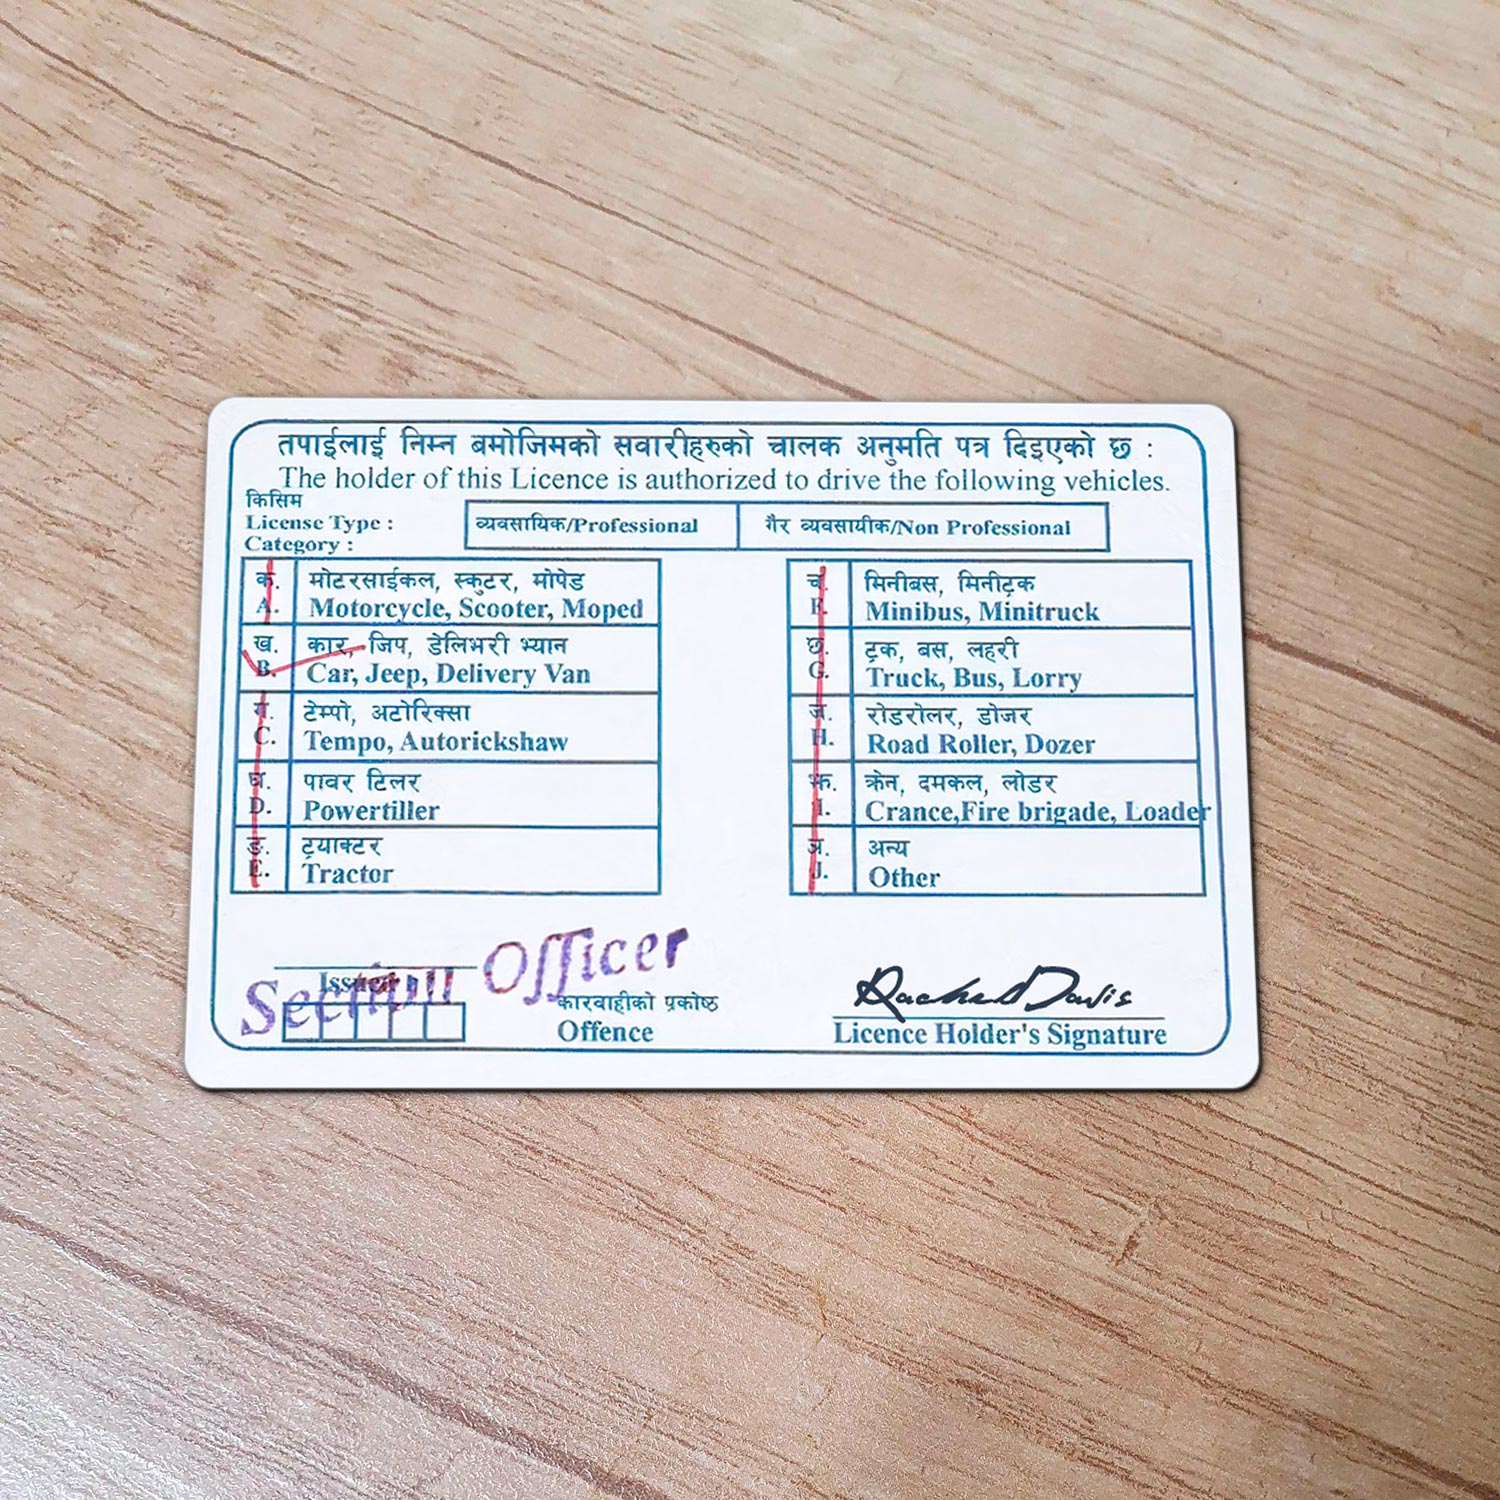 तपाईलाई निम्न बमोजिमको सवारीहरुको चालक अनुमति पत्र दिइएको छ :
The holder of this Licence is authorized to drive the following vehicles.
किसिम
License Type :
व्यवसायिक/Professional
गैर व्यवसायीक/Non Professional
Category :
क. मोटरसाईकल, स्कुटर, मोपेड
A. Motorcycle, Scooter, Moped
ख. कार, जिप, डेलिभरी भ्यान
B. Car, Jeep, Delivery Van
ग. टेम्पो, अटोरिक्सा
C. Tempo, Autorickshaw
घ. पावर टिलर
D. Powertiller
ङ. ट्रयाक्टर
E. Tractor
च. मिनीबस, मिनीट्रक
F. Minibus, Minitruck
छ. ट्रक, बस, लहरी
G. Truck, Bus, Lorry
ज. रोडरोलर, डोजर
H. Road Roller, Dozer
झ. क्रेन, दमकल, लोडर
I. Crance,Fire brigade, Loader
ञ. अन्य
J. Other
Section Officer
कारवाहीको प्रकोष्ठ
Offence
Rachel Davis
Licence Holder's Signature